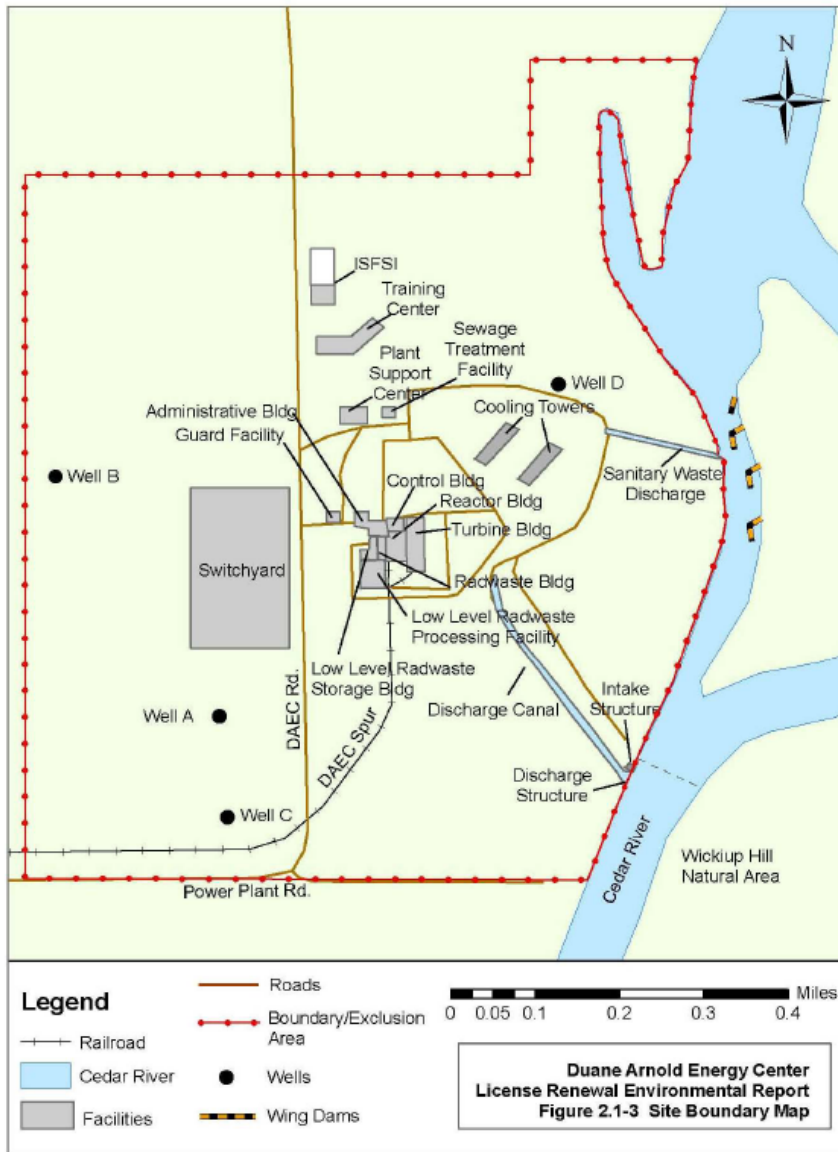 N
ISFSI
Training
Center
Sewage
Treatment
Facility
Plant
Support
Center
Well D
Administrative Bldg
Guard Facility
Cooling Towers
Well B
Control Bldg
Reactor Bldg
Turbine Bldg
Sanitary Waste
Discharge
Switchyard
Radwaste Bldg
Low Level Radwaste
Processing Facility
Low Level Radwaste
Storage Bldg
Discharge Canal
Intake
Structure
Well A
DAEC Rd.
DAEC Spur
Discharge
Structure
Well C
Cedar River
Wickiup Hill
Natural Area
Power Plant Rd.
Legend
Railroad
Cedar River
Facilities
Roads
Boundary/Exclusion
Area
Wells
Wing Dams
Miles
0 0.05 0.1 0.2 0.3 0.4
Duane Arnold Energy Center
License Renewal Environmental Report
Figure 2.1-3 Site Boundary Map